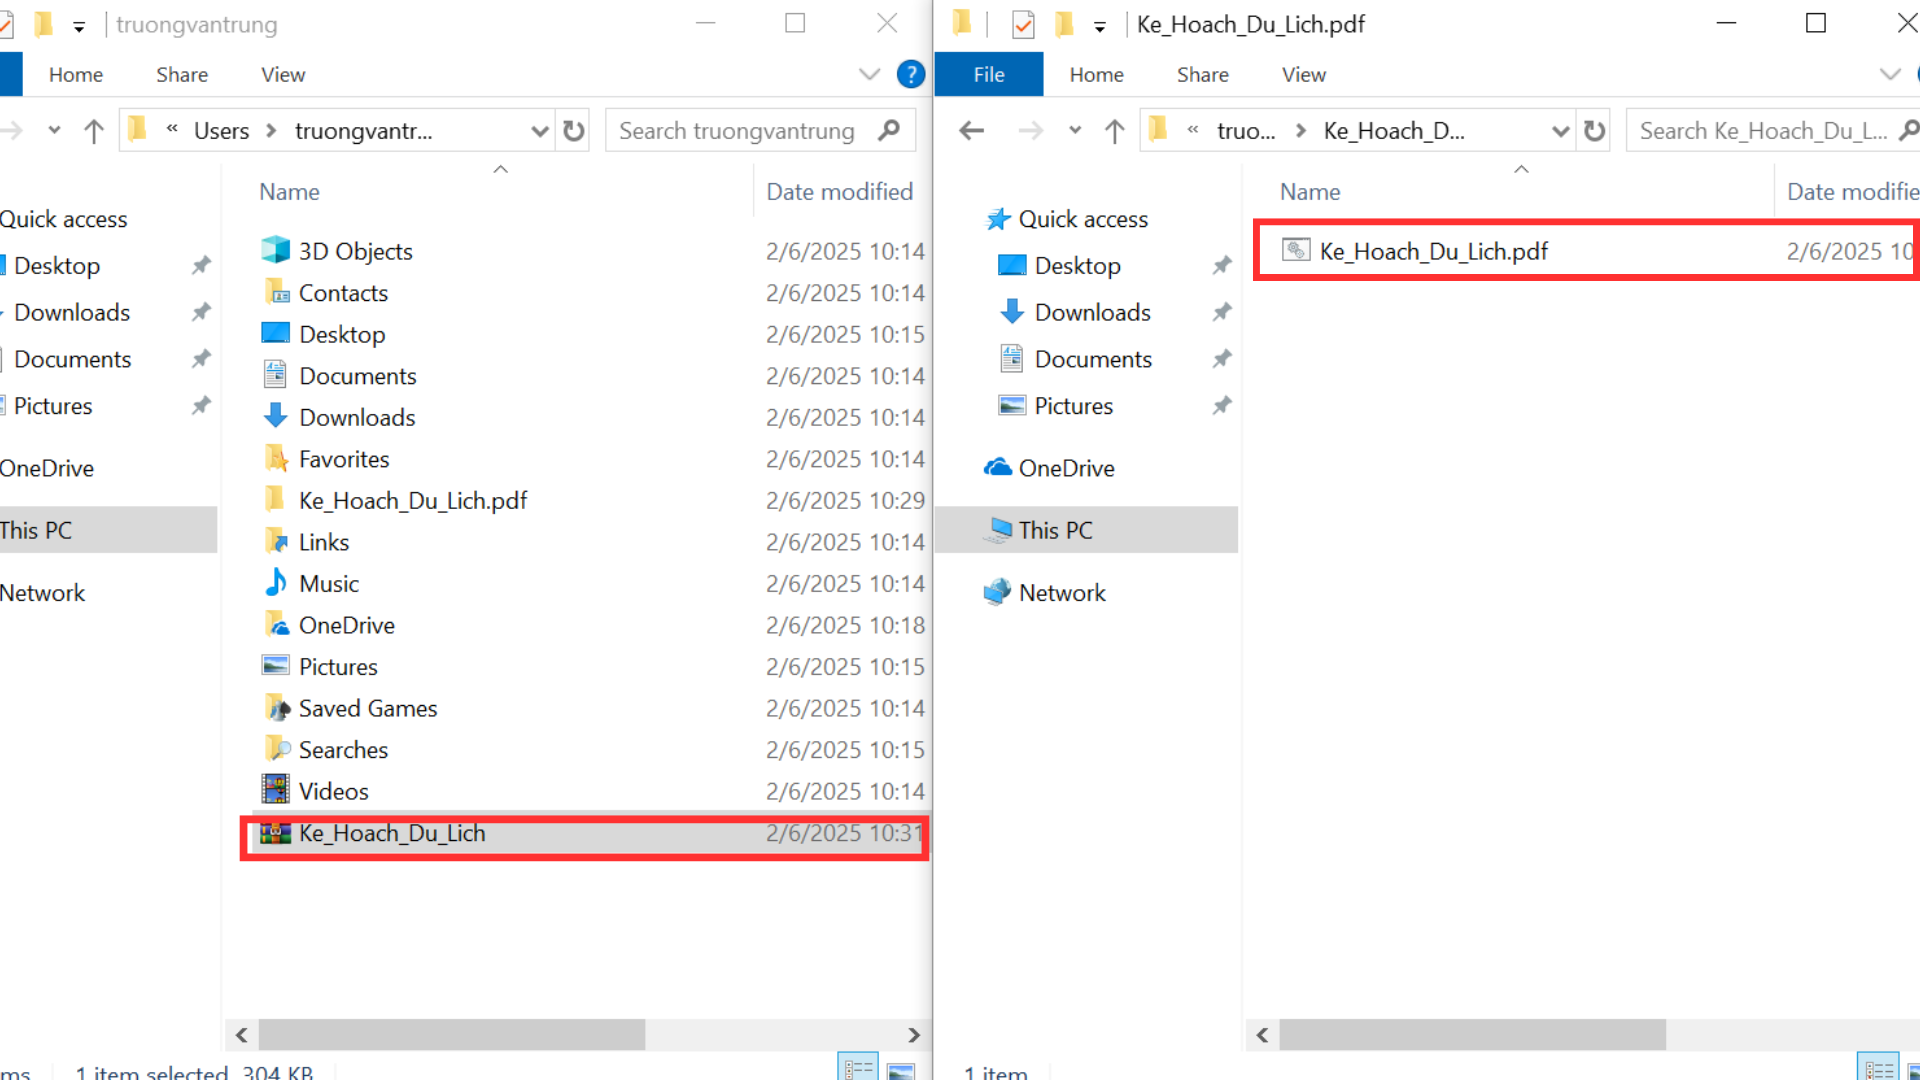 truongvantrung
Home Share View
?
« Users > truongvantr...
Search truongvantrung
Name Date modified
Quick access
Desktop
Downloads
Documents
Pictures
OneDrive
This PC
Network
3D Objects 2/6/2025 10:14
Contacts 2/6/2025 10:14
Desktop 2/6/2025 10:15
Documents 2/6/2025 10:14
Downloads 2/6/2025 10:14
Favorites 2/6/2025 10:14
Ke_Hoach_Du_Lich.pdf 2/6/2025 10:29
Links 2/6/2025 10:14
Music 2/6/2025 10:14
OneDrive 2/6/2025 10:18
Pictures 2/6/2025 10:15
Saved Games 2/6/2025 10:14
Searches 2/6/2025 10:15
Videos 2/6/2025 10:14
Ke_Hoach_Du_Lich 2/6/2025 10:31
1 item selected 304 KB
Ke_Hoach_Du_Lich.pdf
File Home Share View
« truo... > Ke_Hoach_D...
Search Ke_Hoach_Du_L...
Name Date modifie
Quick access
Desktop
Downloads
Documents
Pictures
OneDrive
This PC
Network
Ke_Hoach_Du_Lich.pdf 2/6/2025 10
1 item